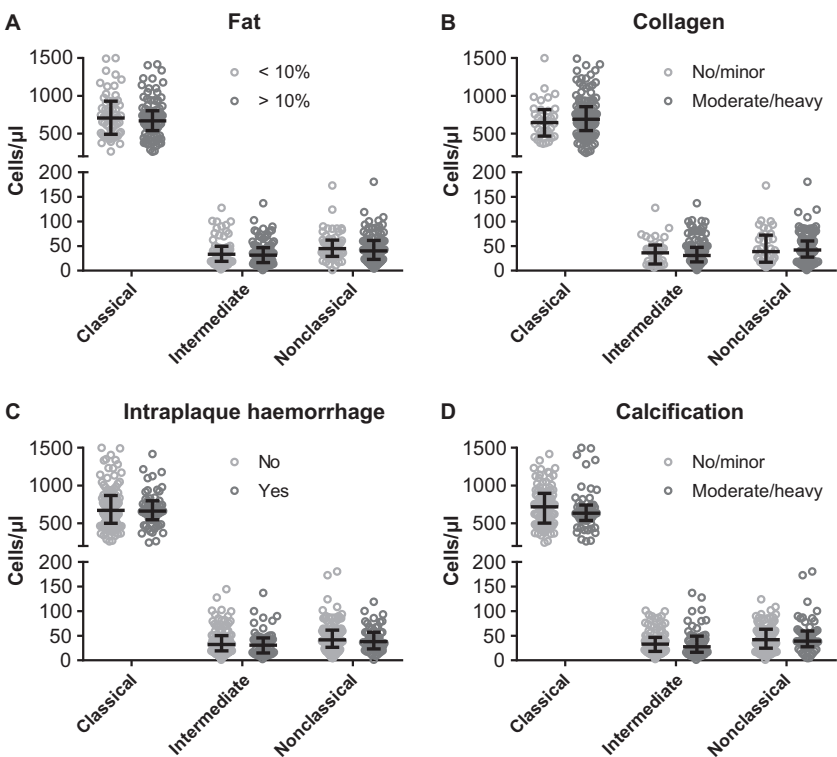 A
Fat
1500
1000
500
200
150
100
50
0
Cells/µl
< 10%
> 10%
Classical
Intermediate
Nonclassical
B
Collagen
1500
1000
500
200
150
100
50
0
Cells/µl
No/minor
Moderate/heavy
Classical
Intermediate
Nonclassical
C
Intraplaque haemorrhage
1500
1000
500
200
150
100
50
0
Cells/µl
No
Yes
Classical
Intermediate
Nonclassical
D
Calcification
1500
1000
500
200
150
100
50
0
Cells/µl
No/minor
Moderate/heavy
Classical
Intermediate
Nonclassical